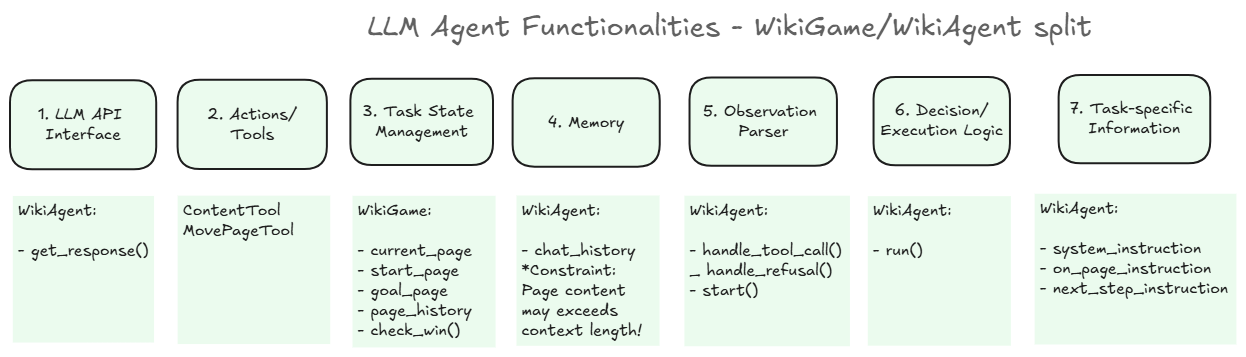 LLM Agent Functionalities - WikiGame/WikiAgent split
1. LLM API
Interface
2. Actions/
Tools
3. Task State
Management
4. Memory
5. Observation
Parser
6. Decision/
Execution Logic
7. Task-specific
Information
WikiAgent:
- get_response()
ContentTool
MovePageTool
WikiGame:
- current_page
- start_page
- goal_page
- page_history
- check_win()
WikiAgent:
- chat_history
*Constraint:
Page content
may exceeds
context length!
WikiAgent:
- handle_tool_call()
_ handle_refusal()
- start()
WikiAgent:
- run()
WikiAgent:
- system_instruction
- on_page_instruction
- next_step_instruction